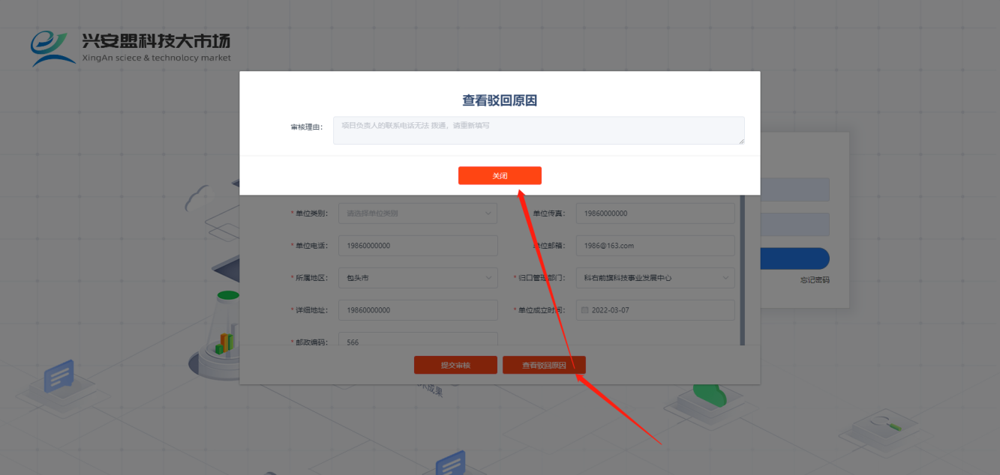 兴安盟科技大市场
XingAn sciece & technolocy market
查看驳回原因
审核理由: 项目负责人的联系电话无法 拨通，请重新填写
关闭
* 单位类别: 请选择单位类别 单位传真: 19860000000
* 单位电话: 19860000000 单位邮箱: 1986@163.com
* 所属地区: 包头市 * 归口管理部门: 科右前旗科技事业发展中心
忘记密码
* 详细地址: 19860000000 * 单位成立时间: 2022-03-07
* 邮政编码: 566
提交审核 查看驳回原因
成果